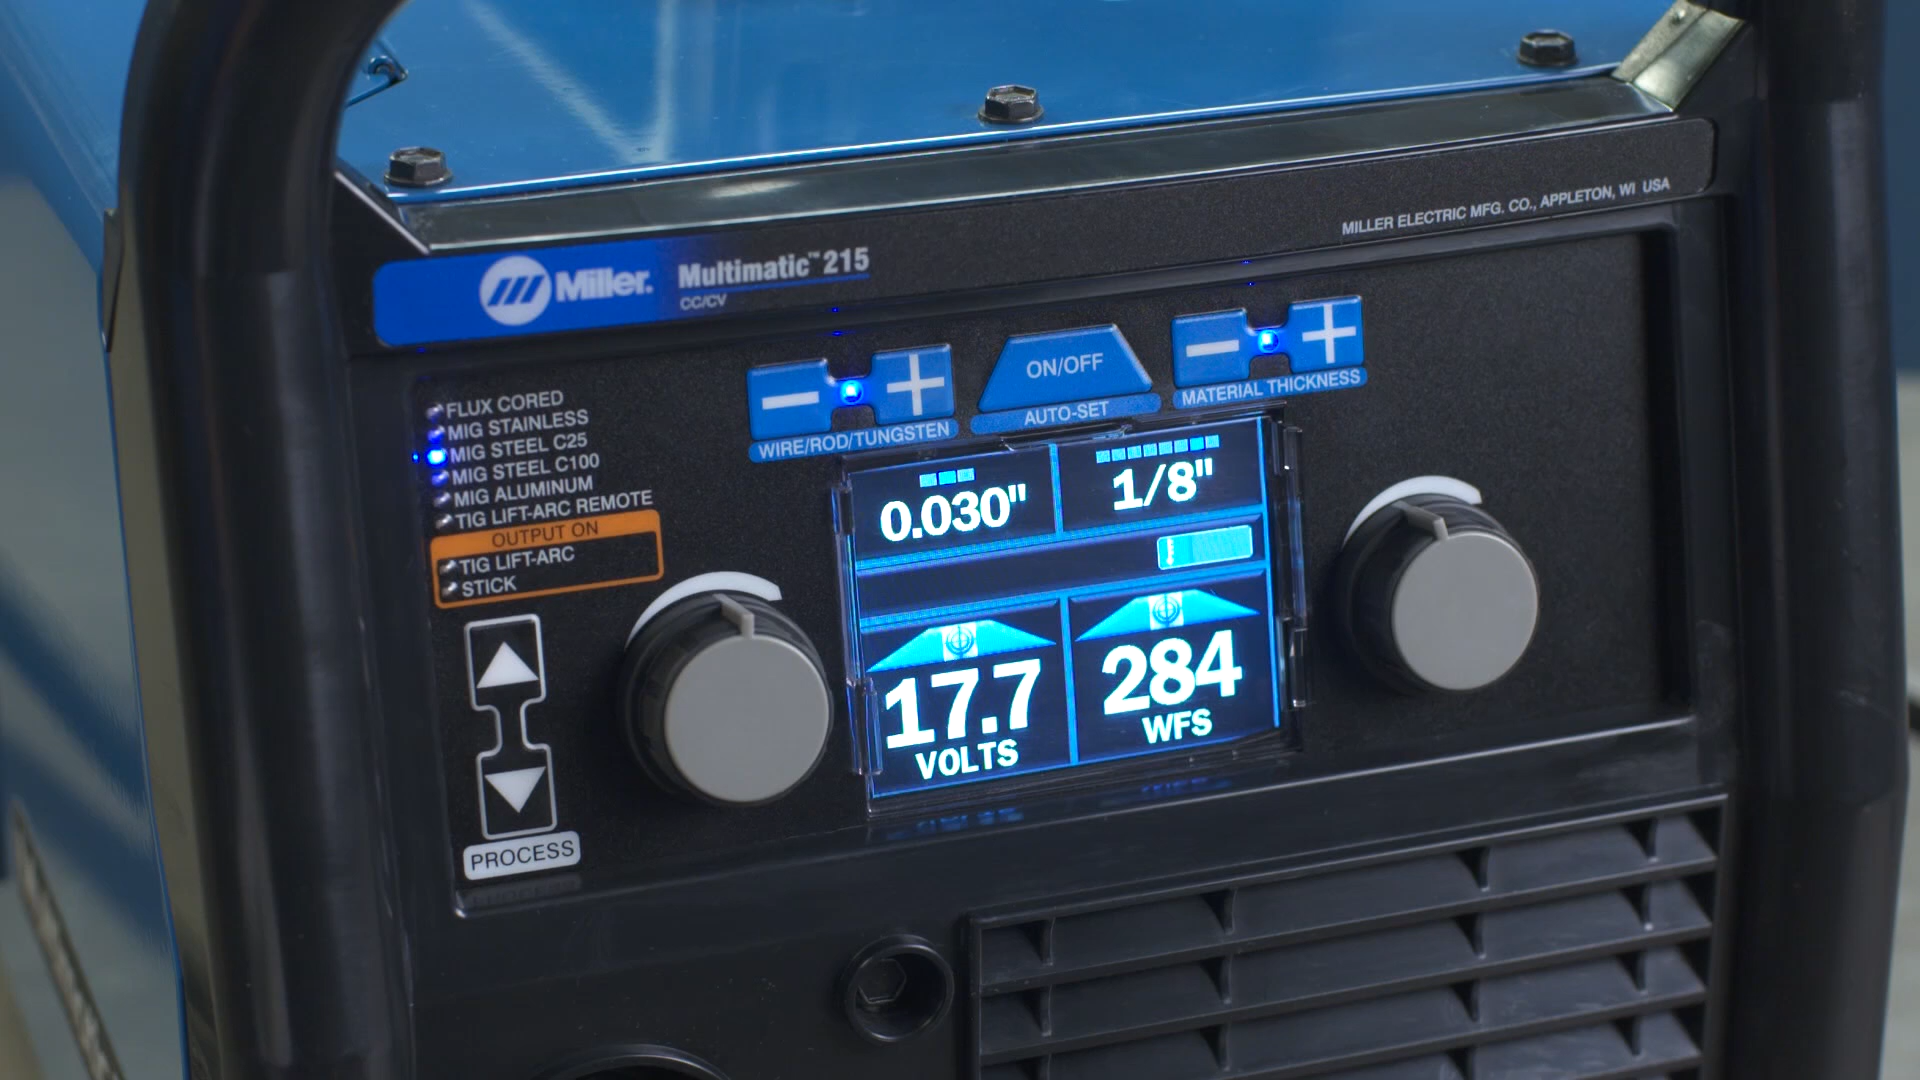 MILLER ELECTRIC MFG. CO., APPLETON, WI USA
Miller. Multimatic™ 215
CC/CV
− +
ON/OFF
− +
WIRE/ROD/TUNGSTEN
AUTO-SET
MATERIAL THICKNESS
FLUX CORED
MIG STAINLESS
MIG STEEL C25
MIG STEEL C100
MIG ALUMINUM
TIG LIFT-ARC REMOTE
OUTPUT ON
TIG LIFT-ARC
STICK
PROCESS
0.030"
1/8"
17.7
VOLTS
284
WFS